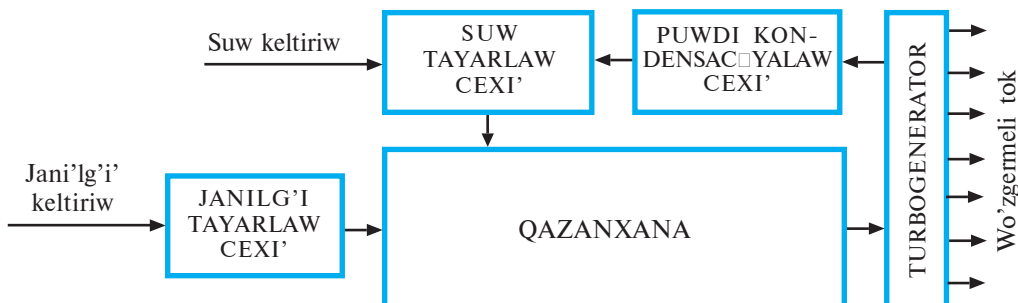 Suw keltiriw
SUW
TAYARLAW
CEXI’
PUWDI KON-
DENSAC□YALAW
CEXI’
TURBOGENERATOR
Wo’zgermeli tok
Jani’lg’i’
keltiriw
JANILG’I
TAYARLAW
CEXI’
QAZANXANA